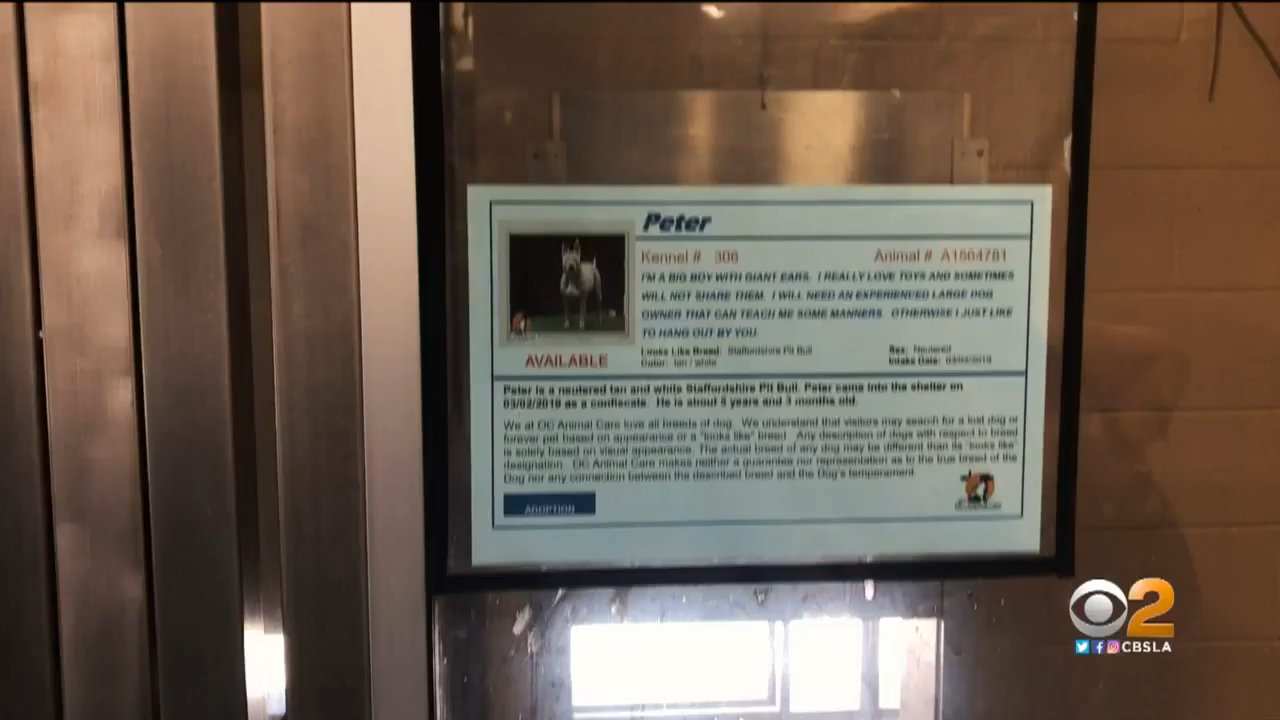 Peter
Kennel # 306
Animal # A1564781
I'M A BIG BOY WITH GIANT EARS. I REALLY LOVE TOYS AND SOMETIMES
WILL NOT SHARE THEM. I WILL NEED AN EXPERIENCED LARGE DOG
OWNER THAT CAN TEACH ME SOME MANNERS. OTHERWISE I JUST LIKE
TO HANG OUT BY YOU.
AVAILABLE
Looks Like Breed: Staffordshire Pit Bull
Sex: Neutered
Color: tan / white
Intake Date:
Peter is a neutered tan and white Staffordshire Pit Bull. Peter came into the shelter on
as a confiscate. He is about 5 years and 3 months old.
We at OC Animal Care love all breeds of dog. We understand that visitors may search for a lost dog or
forever pet based on appearance or a "looks like" breed. Any description of dogs with respect to breed
is solely based on visual appearance. The actual breed of any dog may be different than its "looks like"
designation. OC Animal Care makes neither a guarantee nor representation as to the true breed of the
Dog nor any connection between the described breed and the Dog's temperament.
ADOPTION
2
CBSLA